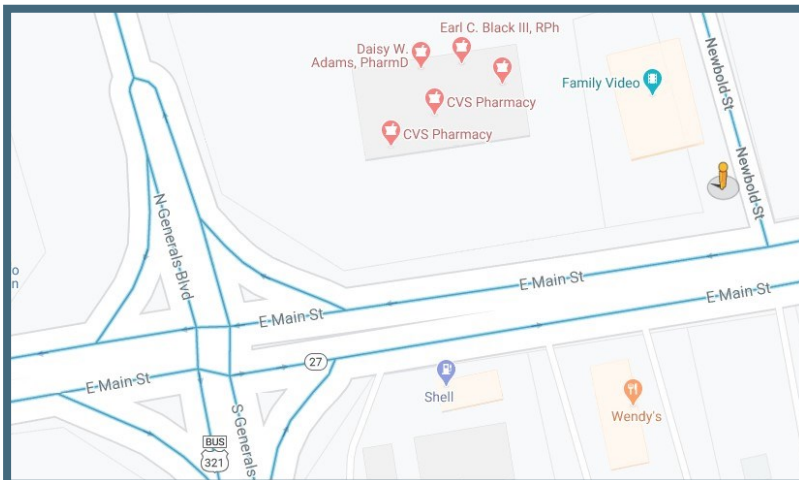 Earl C. Black III, RPh
Daisy W.
Adams, PharmD
CVS Pharmacy
CVS Pharmacy
Family Video
Newbold St
Newbold St
N Generals Blvd
E Main St
E Main St
E Main St
27
E Main St
S Generals
Shell
Wendy's
BUS
321
o
n